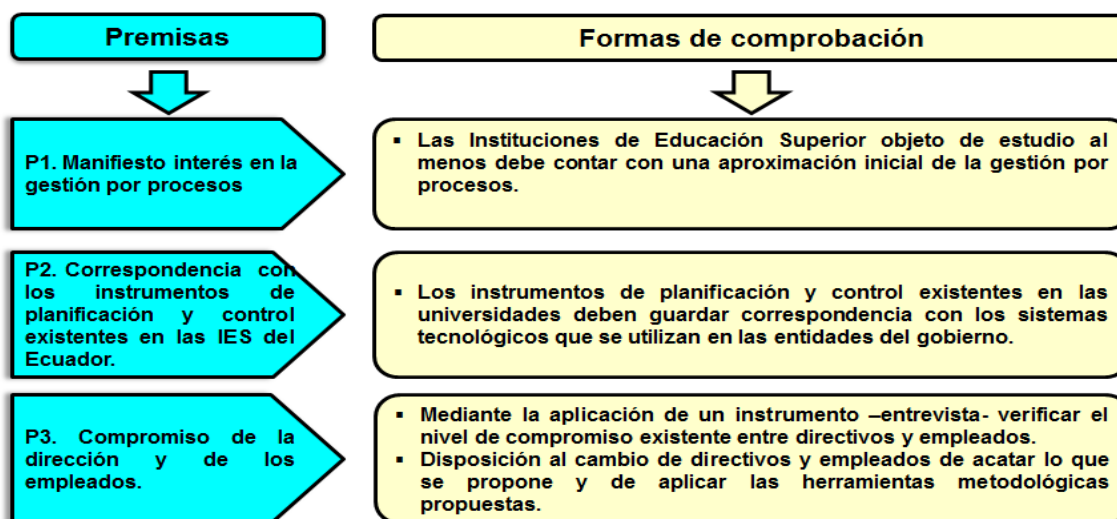 Premisas
Formas de comprobación
P1. Manifiesto interés en la
gestión por procesos
▪ Las Instituciones de Educación Superior objeto de estudio al
menos debe contar con una aproximación inicial de la gestión por
procesos.
P2. Correspondencia con
los instrumentos de
planificación y control
existentes en las IES del
Ecuador.
▪ Los instrumentos de planificación y control existentes en las
universidades deben guardar correspondencia con los sistemas
tecnológicos que se utilizan en las entidades del gobierno.
P3. Compromiso de la
dirección y de los
empleados.
▪ Mediante la aplicación de un instrumento –entrevista- verificar el
nivel de compromiso existente entre directivos y empleados.
▪ Disposición al cambio de directivos y empleados de acatar lo que
se propone y de aplicar las herramientas metodológicas
propuestas.